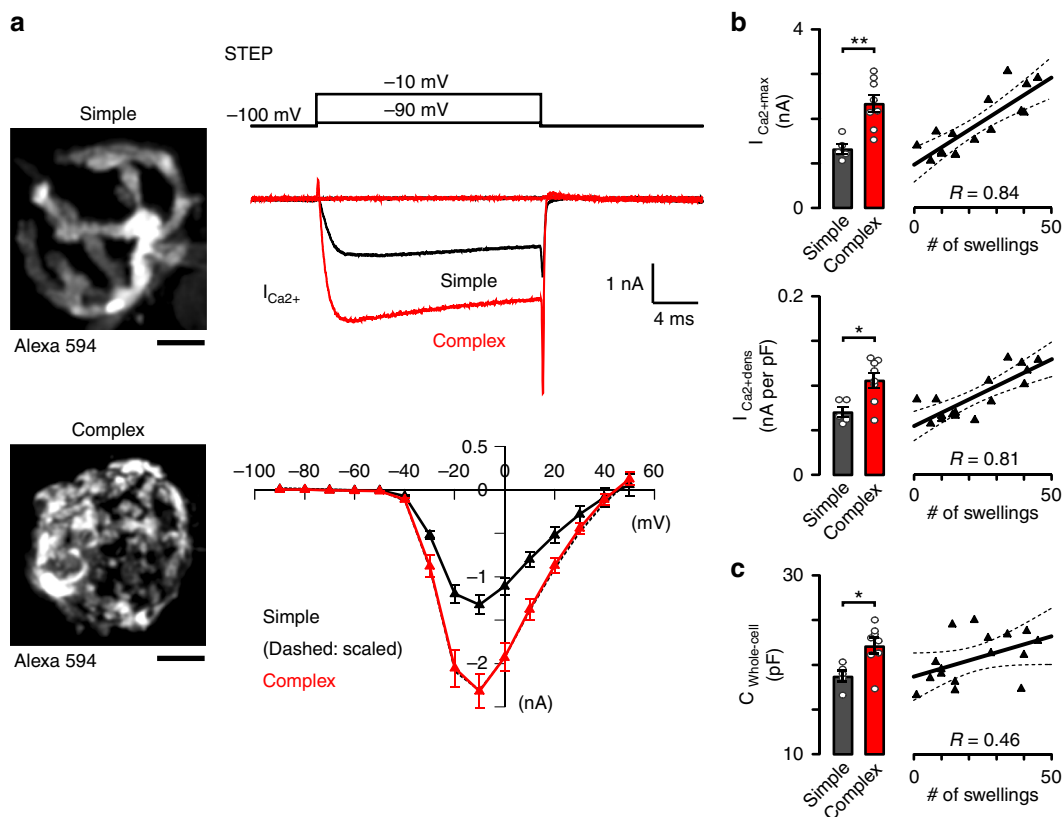 a
STEP
–10 mV
–90 mV
–100 mV
Simple
Alexa 594
I Ca2+
Simple
Complex
1 nA
4 ms
Complex
Alexa 594
0.5
–100 –80 –60 –40 –20 0 20 40 60
0
(mV)
–1
–2
(nA)
Simple
(Dashed: scaled)
Complex
b
4
**
I Ca2+max
(nA)
0
Simple
Complex
R = 0.84
0 50
# of swellings
0.2
*
I Ca2+dens
(nA per pF)
0
Simple
Complex
R = 0.81
0 50
# of swellings
c
30
*
C Whole-cell
(pF)
10
Simple
Complex
R = 0.46
0 50
# of swellings